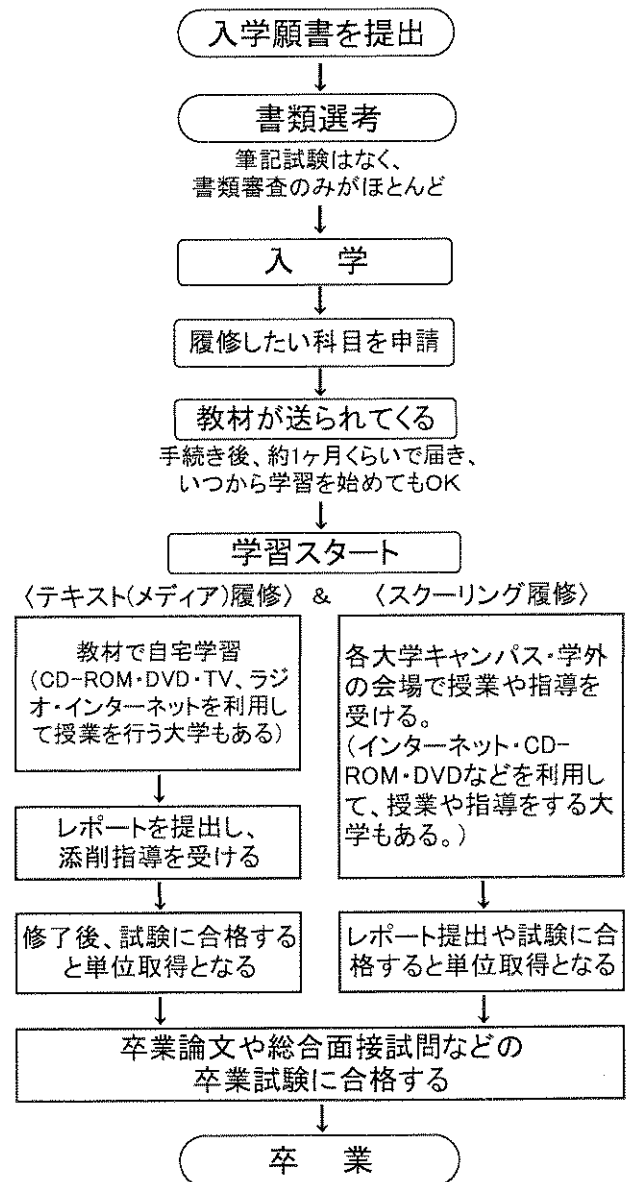 入学願書を提出
書類選考
筆記試験はなく、
書類審査のみがほとんど
入 学
履修したい科目を申請
教材が送られてくる
手続き後、約1ヶ月くらいで届き、
いつから学習を始めてもOK
学習スタート
〈テキスト(メディア)履修〉 & 〈スクーリング履修〉
教材で自宅学習
(CD-ROM・DVD・TV、ラジ
オ・インターネットを利用し
て授業を行う大学もある)
レポートを提出し、
添削指導を受ける
修了後、試験に合格する
と単位取得となる
各大学キャンパス・学外
の会場で授業や指導を
受ける。
(インターネット・CD-
ROM・DVDなどを利用し
て、授業や指導をする大
学もある。)
レポート提出や試験に合
格すると単位取得となる
卒業論文や総合面接試問などの
卒業試験に合格する
卒 業